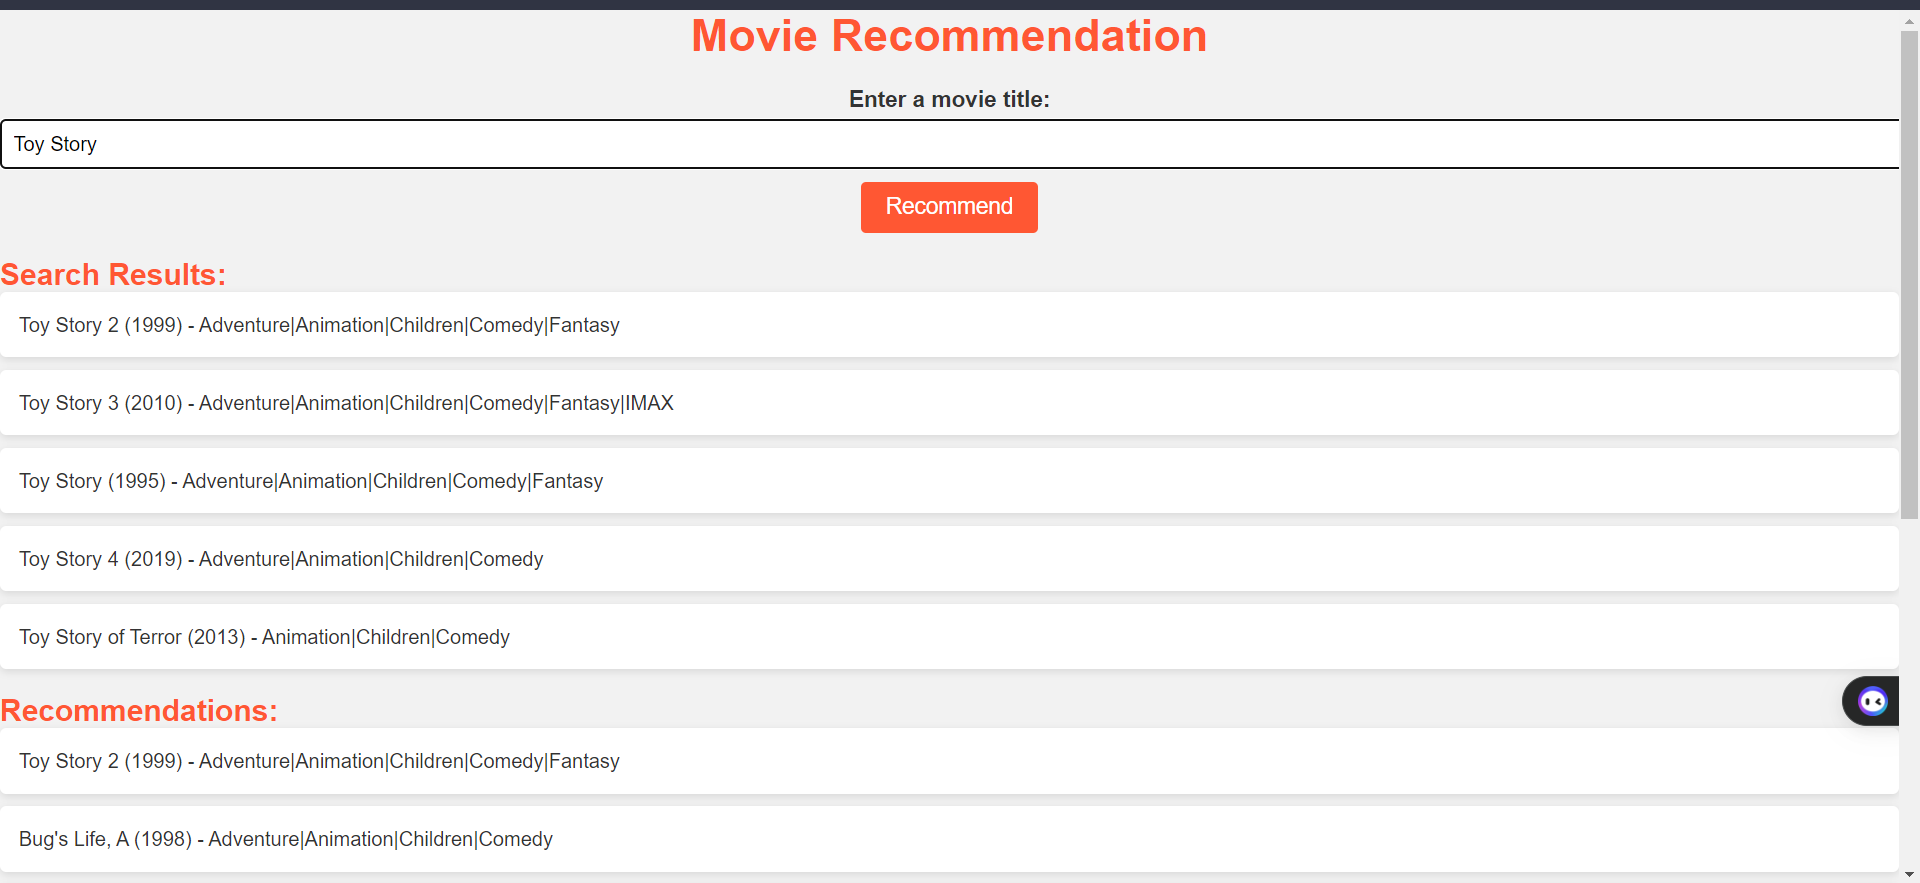 Movie Recommendation
Enter a movie title:
Toy Story
Recommend
Search Results:
Toy Story 2 (1999) - Adventure|Animation|Children|Comedy|Fantasy
Toy Story 3 (2010) - Adventure|Animation|Children|Comedy|Fantasy|IMAX
Toy Story (1995) - Adventure|Animation|Children|Comedy|Fantasy
Toy Story 4 (2019) - Adventure|Animation|Children|Comedy
Toy Story of Terror (2013) - Animation|Children|Comedy
Recommendations:
Toy Story 2 (1999) - Adventure|Animation|Children|Comedy|Fantasy
Bug's Life, A (1998) - Adventure|Animation|Children|Comedy